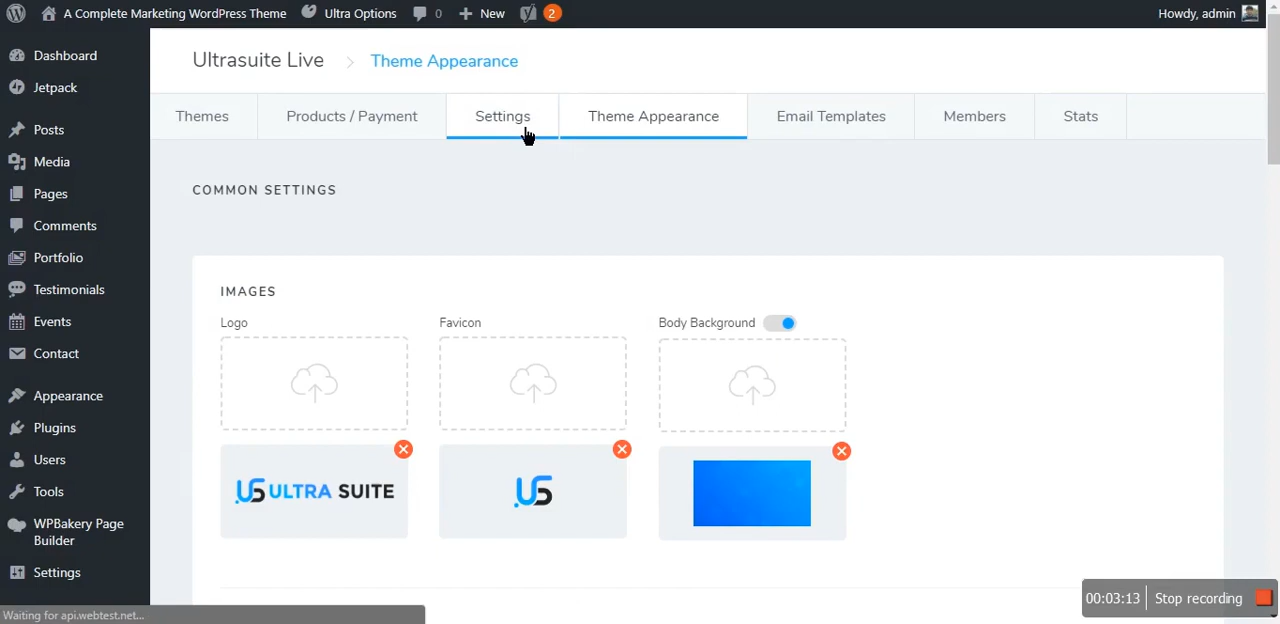 A Complete Marketing WordPress Theme Ultra Options 0 New 2 Howdy, admin
Dashboard
Jetpack
Posts
Media
Pages
Comments
Portfolio
Testimonials
Events
Contact
Appearance
Plugins
Users
Tools
WPBakery Page
Builder
Settings
Ultrasuite Live Theme Appearance
Themes Products / Payment Settings Theme Appearance Email Templates Members Stats
COMMON SETTINGS
IMAGES
Logo Favicon Body Background
US ULTRA SUITE US
Waiting for api.webtest.net...
00:03:13 Stop recording